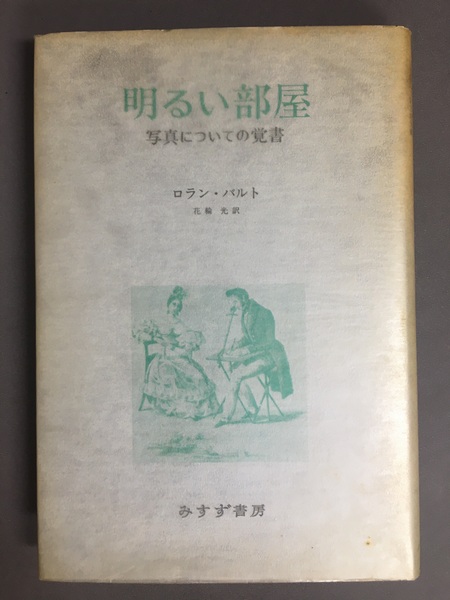 明るい部屋
写真についての覚書
ロラン・バルト
花輪 光 訳
みすず書房